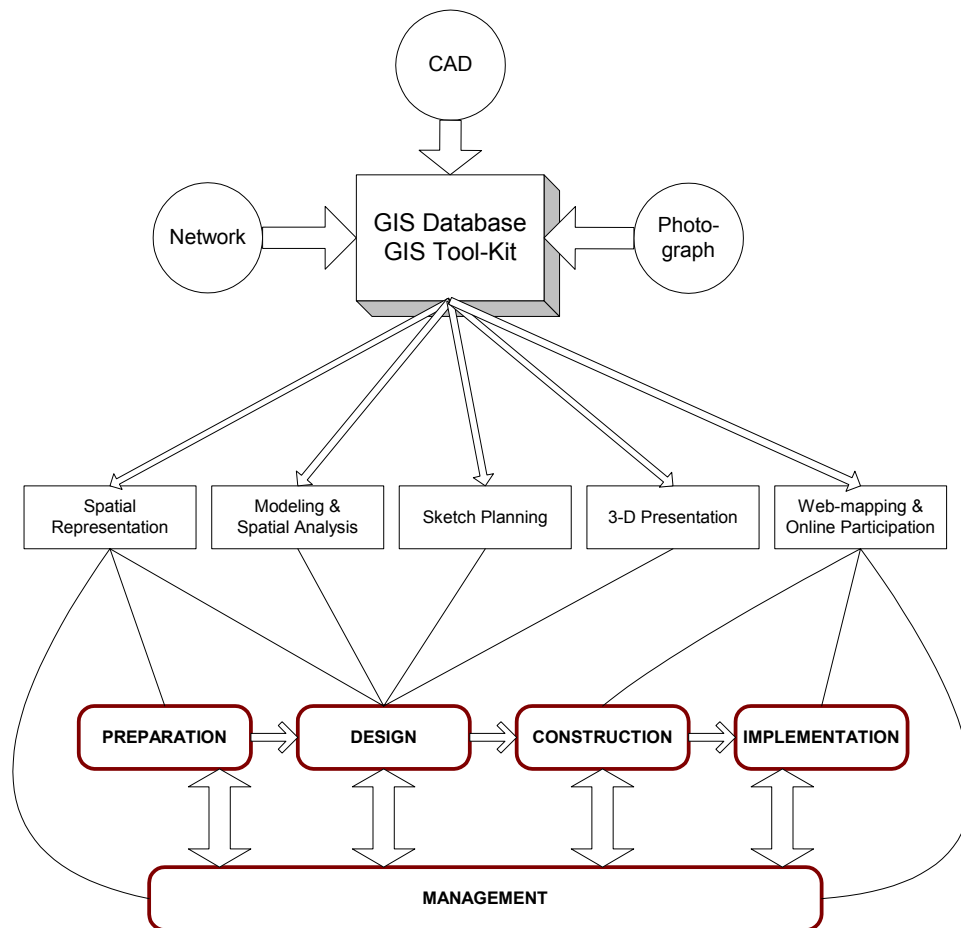 CAD
GIS Database
GIS Tool-Kit
Network
Photo-
graph
Spatial
Representation
Modeling &
Spatial Analysis
Sketch Planning
3-D Presentation
Web-mapping &
Online Participation
PREPARATION
DESIGN
CONSTRUCTION
IMPLEMENTATION
MANAGEMENT